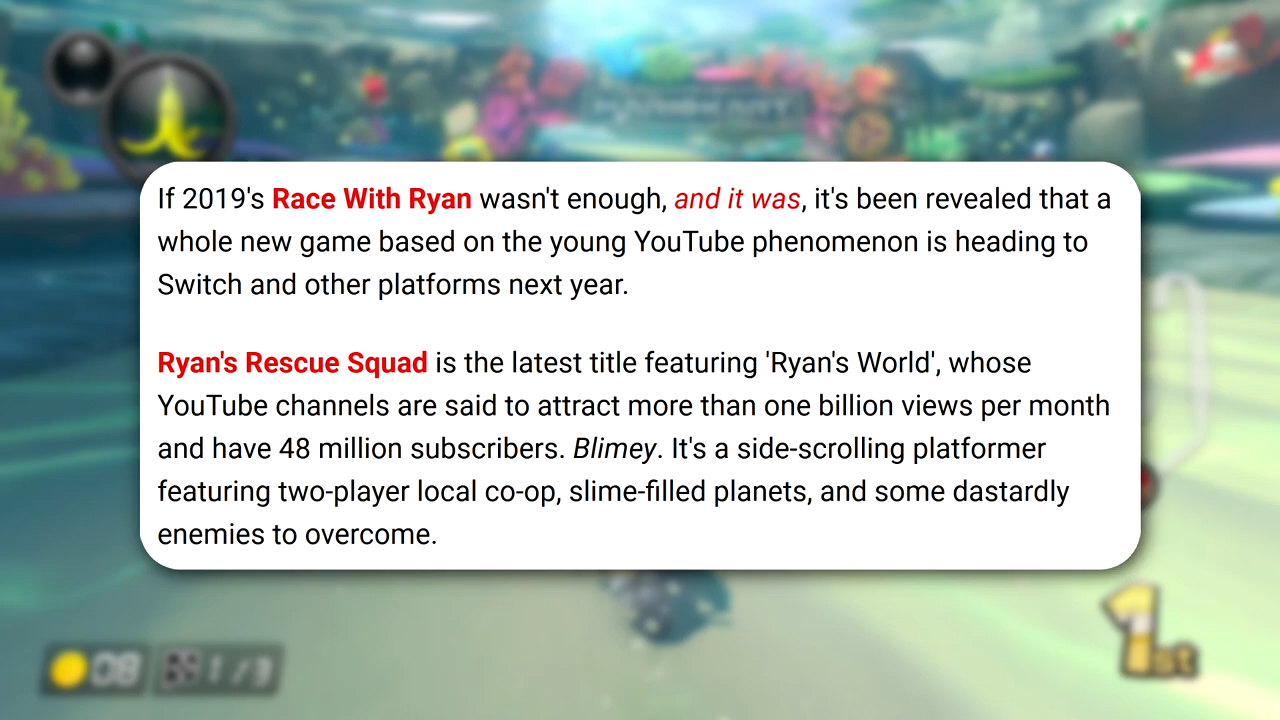 If 2019's Race With Ryan wasn't enough, and it was, it's been revealed that a
whole new game based on the young YouTube phenomenon is heading to
Switch and other platforms next year.
Ryan's Rescue Squad is the latest title featuring 'Ryan's World', whose
YouTube channels are said to attract more than one billion views per month
and have 48 million subscribers. Blimey. It's a side-scrolling platformer
featuring two-player local co-op, slime-filled planets, and some dastardly
enemies to overcome.
08 1/3
1st